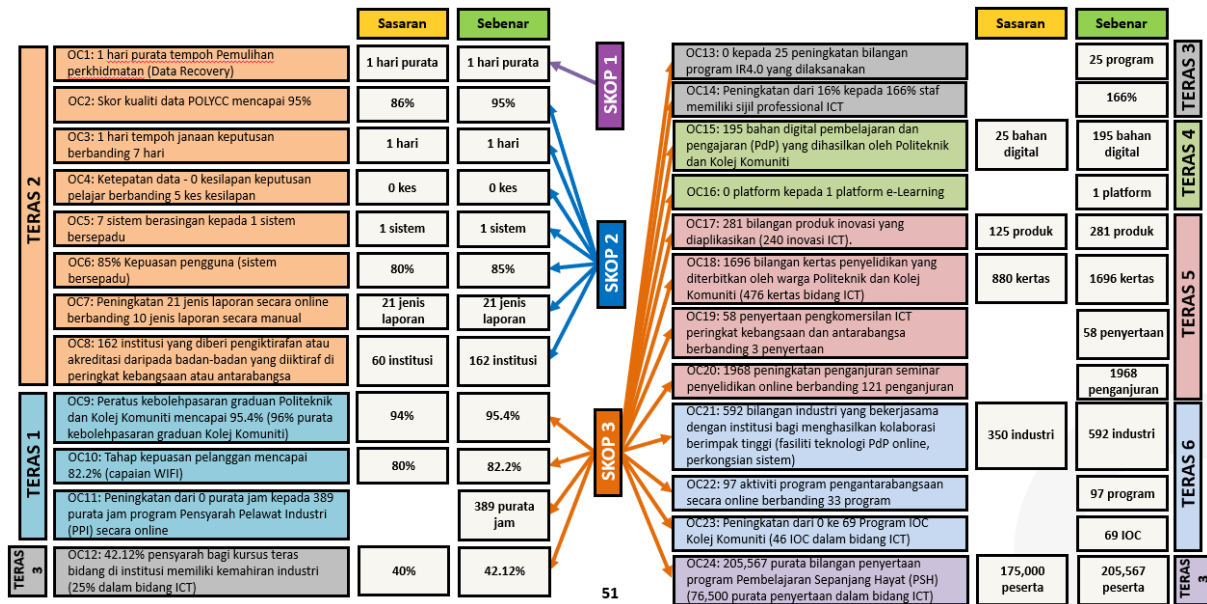 Sasaran
Sebenar
TERAS 2
OC1: 1 hari purata tempoh Pemulihan
perkhidmatan (Data Recovery)
1 hari purata
1 hari purata
OC2: Skor kualiti data POLYCC mencapai 95%
86%
95%
OC3: 1 hari tempoh janaan keputusan
berbanding 7 hari
1 hari
1 hari
OC4: Ketepatan data - 0 kesilapan keputusan
pelajar berbanding 5 kes kesilapan
0 kes
0 kes
OC5: 7 sistem berasingan kepada 1 sistem
bersepadu
1 sistem
1 sistem
OC6: 85% Kepuasan pengguna (sistem
bersepadu)
80%
85%
OC7: Peningkatan 21 jenis laporan secara online
berbanding 10 jenis laporan secara manual
21 jenis
laporan
21 jenis
laporan
OC8: 162 institusi yang diberi pengiktirafan atau
akreditasi daripada badan-badan yang diiktiraf di
peringkat kebangsaan atau antarabangsa
60 institusi
162 institusi
TERAS 1
OC9: Peratus kebolehpasaran graduan Politeknik
dan Kolej Komuniti mencapai 95.4% (96% purata
kebolehpasaran graduan Kolej Komuniti)
94%
95.4%
OC10: Tahap kepuasan pelanggan mencapai
82.2% (capaian WIFI)
80%
82.2%
OC11: Peningkatan dari 0 purata jam kepada 389
purata jam program Pensyarah Pelawat Industri
(PPI) secara online
389 purata
jam
TERAS
3
OC12: 42.12% pensyarah bagi kursus teras
bidang di institusi memiliki kemahiran industri
(25% dalam bidang ICT)
40%
42.12%
SKOP 1
SKOP 2
SKOP 3
51
Sasaran
Sebenar
OC13: 0 kepada 25 peningkatan bilangan
program IR4.0 yang dilaksanakan
25 program
TERAS 3
OC14: Peningkatan dari 16% kepada 166% staf
memiliki sijil professional ICT
166%
OC15: 195 bahan digital pembelajaran dan
pengajaran (PdP) yang dihasilkan oleh Politeknik
dan Kolej Komuniti
25 bahan
digital
195 bahan
digital
TERAS 4
OC16: 0 platform kepada 1 platform e-Learning
1 platform
OC17: 281 bilangan produk inovasi yang
diaplikasikan (240 inovasi ICT).
125 produk
281 produk
TERAS 5
OC18: 1696 bilangan kertas penyelidikan yang
diterbitkan oleh warga Politeknik dan Kolej
Komuniti (476 kertas bidang ICT)
880 kertas
1696 kertas
OC19: 58 penyertaan pengkomersilan ICT
peringkat kebangsaan dan antarabangsa
berbanding 3 penyertaan
58 penyertaan
OC20: 1968 peningkatan penganjuran seminar
penyelidikan online berbanding 121 penganjuran
1968
penganjuran
OC21: 592 bilangan industri yang bekerjasama
dengan institusi bagi menghasilkan kolaborasi
berimpak tinggi (fasiliti teknologi PdP online,
perkongsian sistem)
350 industri
592 industri
TERAS 6
OC22: 97 aktiviti program pengantarabangsaan
secara online berbanding 33 program
97 program
OC23: Peningkatan dari 0 ke 69 Program IOC
Kolej Komuniti (46 IOC dalam bidang ICT)
69 IOC
OC24: 205,567 purata bilangan penyertaan
program Pembelajaran Sepanjang Hayat (PSH)
(76,500 purata penyertaan dalam bidang ICT)
175,000
peserta
205,567
peserta
TERAS
3